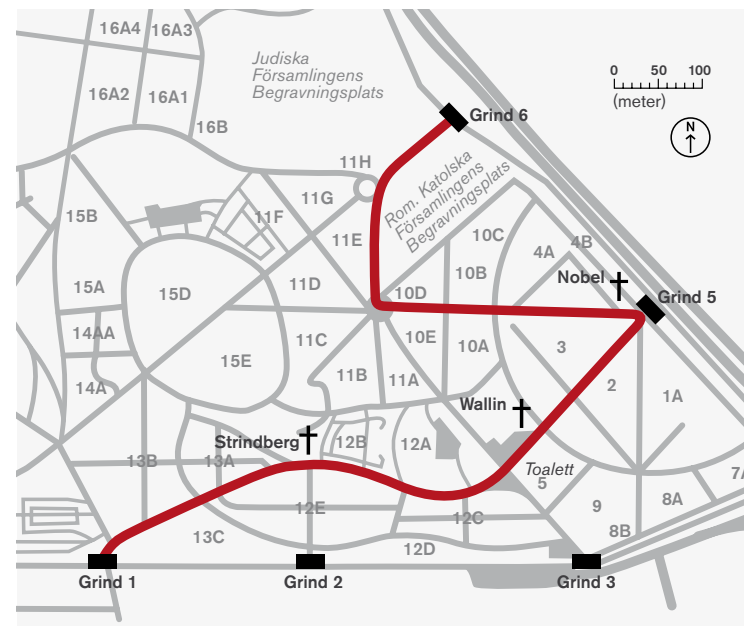 16A4
16A3
Judiska
Församlingens
Begravningsplats
0 50 100
(meter)
16A2
16A1
16B
Grind 6
N
11H
Rom. Katolska
Församlingens
Begravningsplats
11G
11F
15B
11E
10C
4B
4A
10B
Nobel
15A
15D
11D
10D
Grind 5
14AA
11C
10E
10A
3
15E
11B
11A
2
14A
1A
Wallin
Strindberg
12B
12A
13B
13A
Toalett
5
7A
8A
9
12E
12C
8B
13C
12D
Grind 1
Grind 2
Grind 3